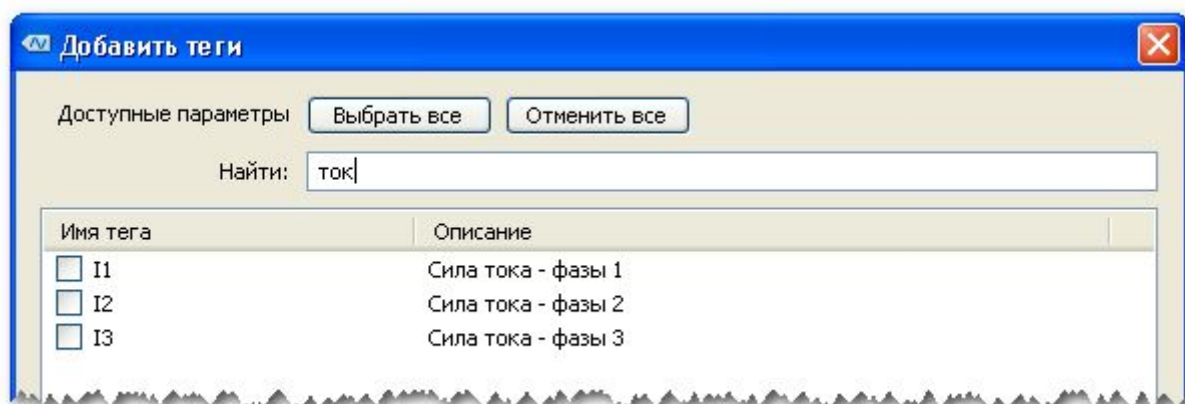 Добавить теги
Доступные параметры Выбрать все Отменить все
Найти: ток
Имя тега Описание
I1 Сила тока - фазы 1
I2 Сила тока - фазы 2
I3 Сила тока - фазы 3